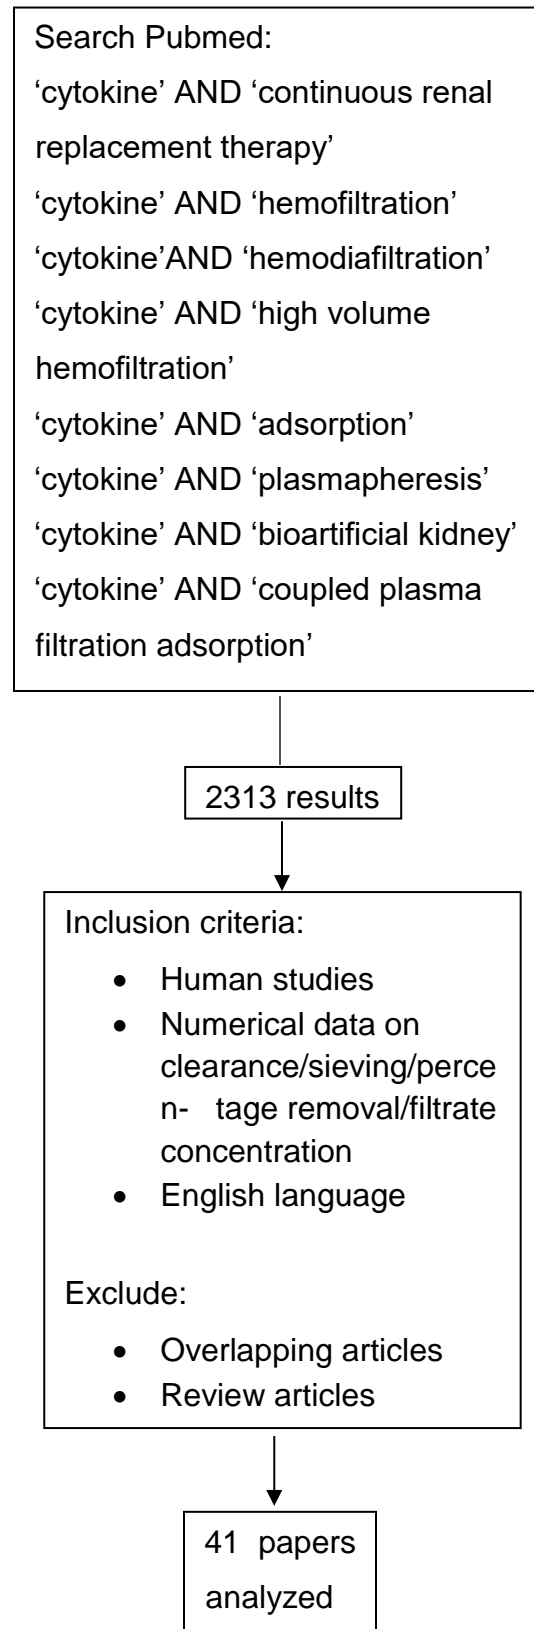 Search Pubmed:
‘cytokine’ AND ‘continuous renal
replacement therapy’
‘cytokine’ AND ‘hemofiltration’
‘cytokine’AND ‘hemodiafiltration’
‘cytokine’ AND ‘high volume
hemofiltration’
‘cytokine’ AND ‘adsorption’
‘cytokine’ AND ‘plasmapheresis’
‘cytokine’ AND ‘bioartificial kidney’
‘cytokine’ AND ‘coupled plasma
filtration adsorption’
2313 results
Inclusion criteria:
• Human studies
• Numerical data on
clearance/sieving/perce
n- tage removal/filtrate
concentration
• English language
Exclude:
• Overlapping articles
• Review articles
41 papers
analyzed